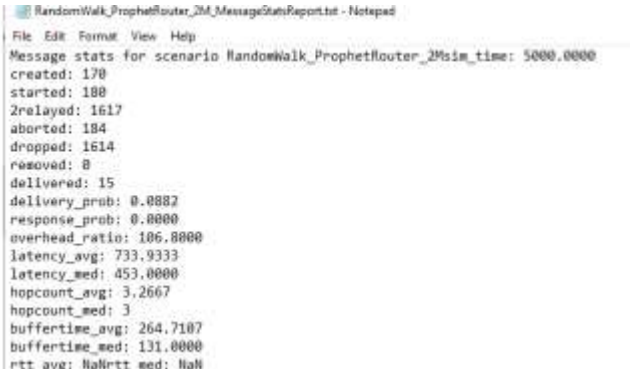 RandomWalk_ProphetRouter_2M_MessageStatsReport.txt - Notepad
File Edit Format View Help
Message stats for scenario RandomWalk_ProphetRouter_2Msim_time: 5000.0000
created: 170
started: 180
2relayed: 1617
aborted: 184
dropped: 1614
removed: 0
delivered: 15
delivery_prob: 0.0882
response_prob: 0.0000
overhead_ratio: 106.8000
latency_avg: 733.9333
latency_med: 453.0000
hopcount_avg: 3.2667
hopcount_med: 3
buffertime_avg: 264.7107
buffertime_med: 131.0000
rtt_avg: NaNrtt_med: NaN